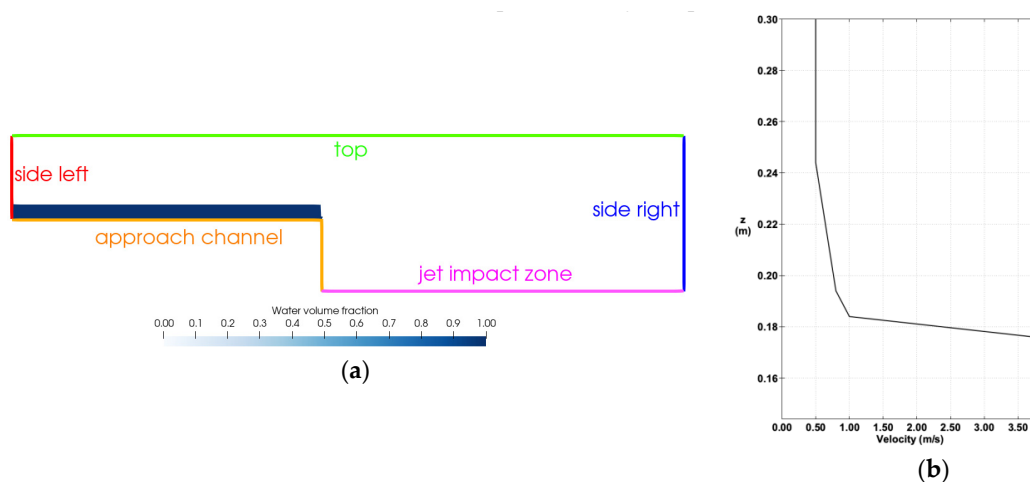 top
side left
side right
approach channel
jet impact zone
Water volume fraction
0.00 0.1 0.2 0.3 0.4 0.5 0.6 0.7 0.8 0.9 1.00
(a)
0.30
0.28
0.26
0.24
0.22
z
(m)
0.20
0.18
0.16
0.00 0.50 1.00 1.50 2.00 2.50 3.00 3.50
Velocity (m/s)
(b)